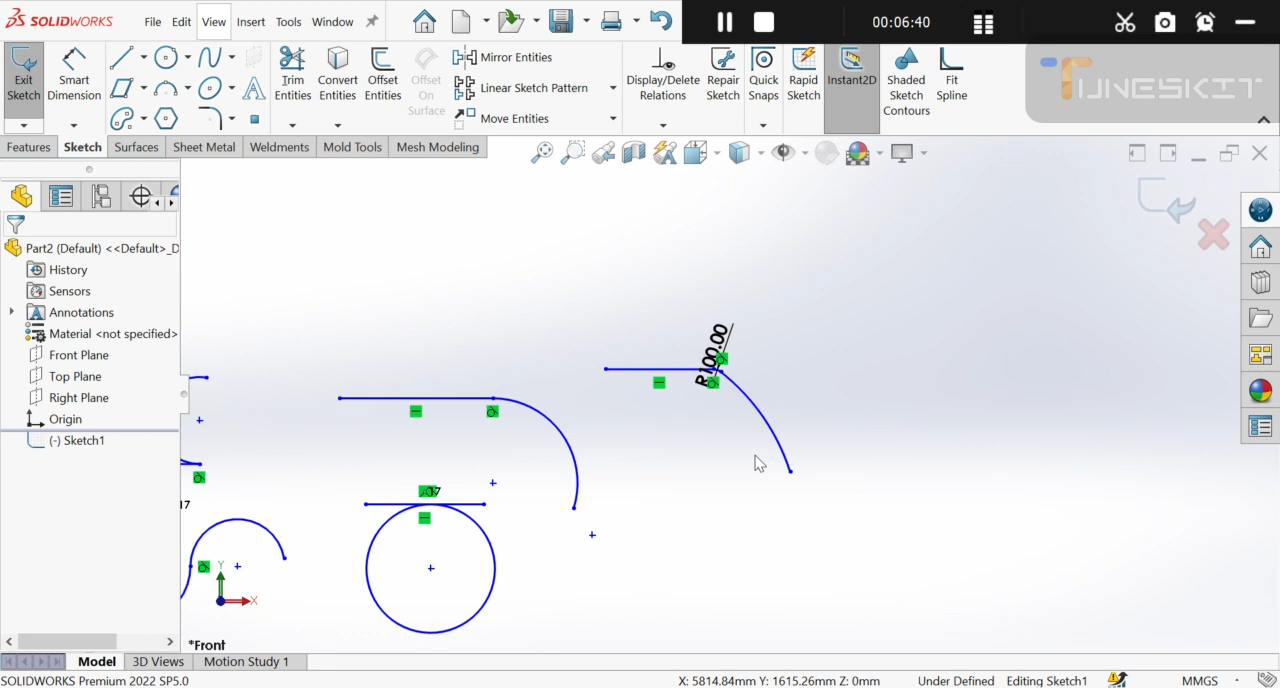 SOLIDWORKS File Edit View Insert Tools Window
00:06:40
TUNESKIT
Exit Sketch
Smart Dimension
Trim Entities
Convert Entities
Offset Entities
Offset On Surface
Mirror Entities
Linear Sketch Pattern
Move Entities
Display/Delete Relations
Repair Sketch
Quick Snaps
Rapid Sketch
Instant2D
Shaded Sketch Contours
Fit Spline
Features Sketch Surfaces Sheet Metal Weldments Mold Tools Mesh Modeling
Part2 (Default) <<Default>_D
History
Sensors
Annotations
Material <not specified>
Front Plane
Top Plane
Right Plane
Origin
(-) Sketch1
R100.00
17
Y
X
*Front
Model 3D Views Motion Study 1
SOLIDWORKS Premium 2022 SP5.0 X: 5814.84mm Y: 1615.26mm Z: 0mm Under Defined Editing Sketch1 MMGS